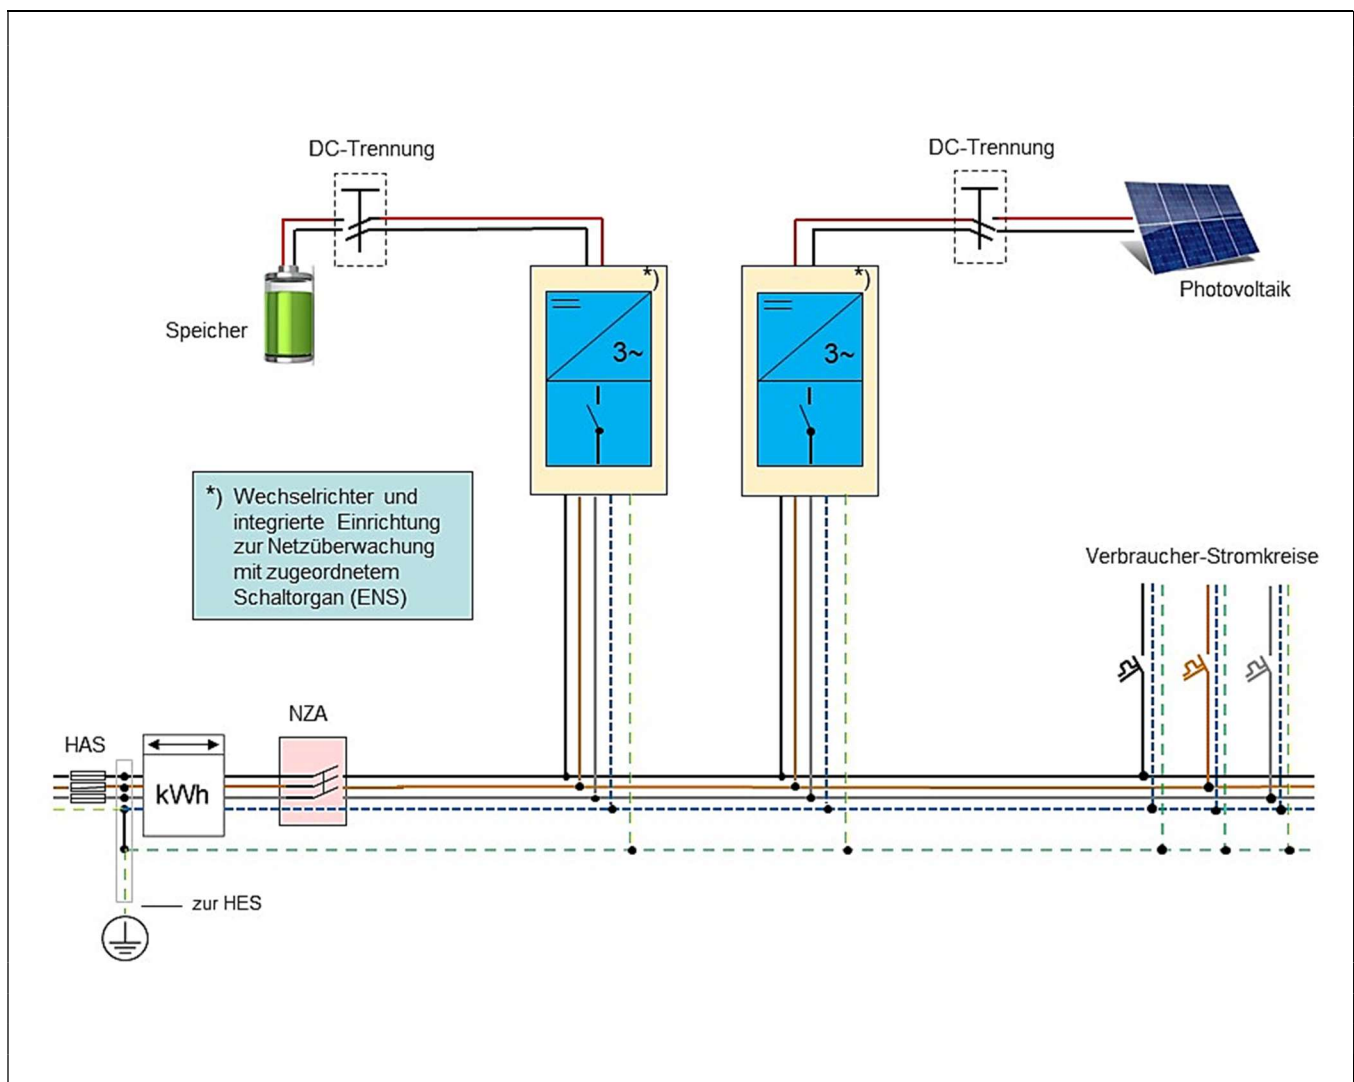 DC-Trennung
DC-Trennung
Photovoltaik
Speicher
*)
*)
3~
3~
*) Wechselrichter und
integrierte Einrichtung
zur Netzüberwachung
mit zugeordnetem
Schaltorgan (ENS)
Verbraucher-Stromkreise
NZA
HAS
kWh
zur HES